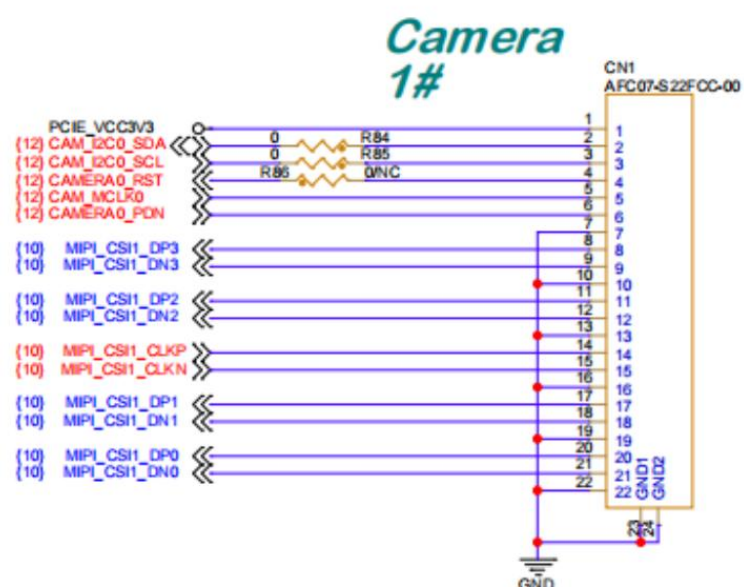 Camera
1#
CN1
AFC07-S22FCC-00
PCIE_VCC3V3 1 1
{12} CAM_I2C0_SDA 0 R84 2 2
{12} CAM_I2C0_SCL 0 R85 3 3
{12} CAMERA0_RST R86 0/NC 4 4
{12} CAM_MCLK0 5 5
{12} CAMERA0_PDN 6 6
7 7
{10} MIPI_CSI1_DP3 8 8
{10} MIPI_CSI1_DN3 9 9
10 10
{10} MIPI_CSI1_DP2 11 11
{10} MIPI_CSI1_DN2 12 12
13 13
{10} MIPI_CSI1_CLKP 14 14
{10} MIPI_CSI1_CLKN 15 15
16 16
{10} MIPI_CSI1_DP1 17 17
{10} MIPI_CSI1_DN1 18 18
19 19
{10} MIPI_CSI1_DP0 20 20
{10} MIPI_CSI1_DN0 21 21
22 22
GND1
GND2
23
24
GND